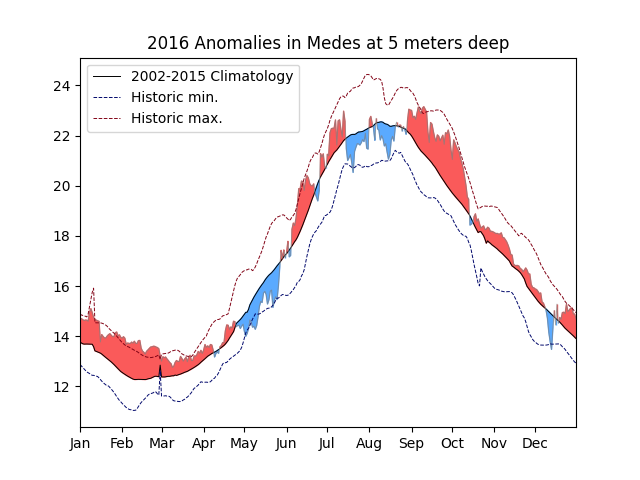 2016 Anomalies in Medes at 5 meters deep
2002-2015 Climatology
Historic min.
Historic max.
24
22
20
18
16
14
12
Jan Feb Mar Apr May Jun Jul Aug Sep Oct Nov Dec